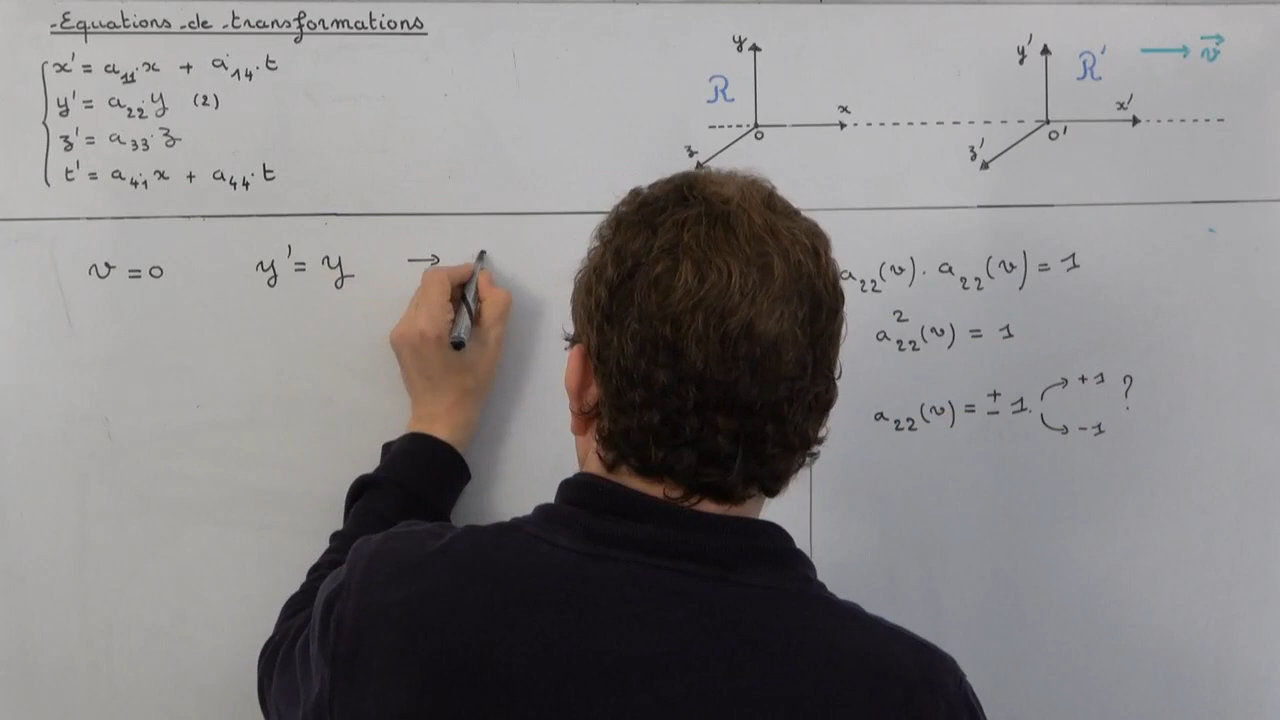 Equations de transformations
x' = a11.x + a14.t
y' = a22.y (2)
z' = a33.z
t' = a41.x + a44.t
y
R
x
o
z
y'
R'
v
x'
o'
z'
v = 0 y' = y →
a22(v). a22(v) = 1
a22²(v) = 1
a22(v) = ± 1. +1 ?
-1